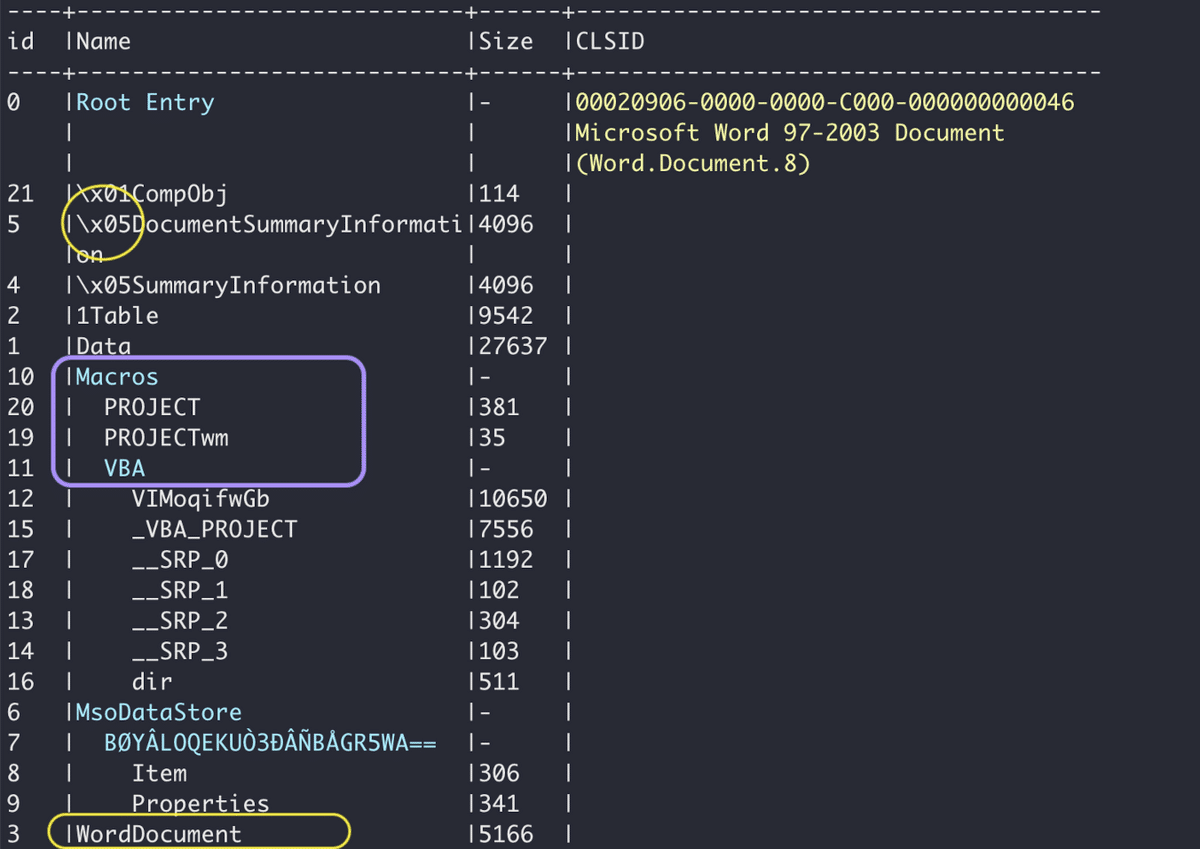 ----+----------------------------+------+--------------------------------------
id  |Name                        |Size  |CLSID
----+----------------------------+------+--------------------------------------
0   |Root Entry                  |-     |00020906-0000-0000-C000-000000000046
    |                            |      |Microsoft Word 97-2003 Document
    |                            |      |(Word.Document.8)
21  |\x01CompObj                 |114   |
5   |\x05DocumentSummaryInformati|4096  |
    |on                          |      |
4   |\x05SummaryInformation      |4096  |
2   |1Table                      |9542  |
1   |Data                        |27637 |
10  |Macros                      |-     |
20  |  PROJECT                   |381   |
19  |  PROJECTwm                 |35    |
11  |  VBA                       |-     |
12  |    VIMoqifwGb              |10650 |
15  |    _VBA_PROJECT            |7556  |
17  |    __SRP_0                 |1192  |
18  |    __SRP_1                 |102   |
13  |    __SRP_2                 |304   |
14  |    __SRP_3                 |103   |
16  |    dir                     |511   |
6   |MsoDataStore                |-     |
7   |  BØYÂLOQEKUÒ3ÐÂÑBÅGR5WA==  |-     |
8   |    Item                    |306   |
9   |    Properties              |341   |
3   |WordDocument                |5166  |